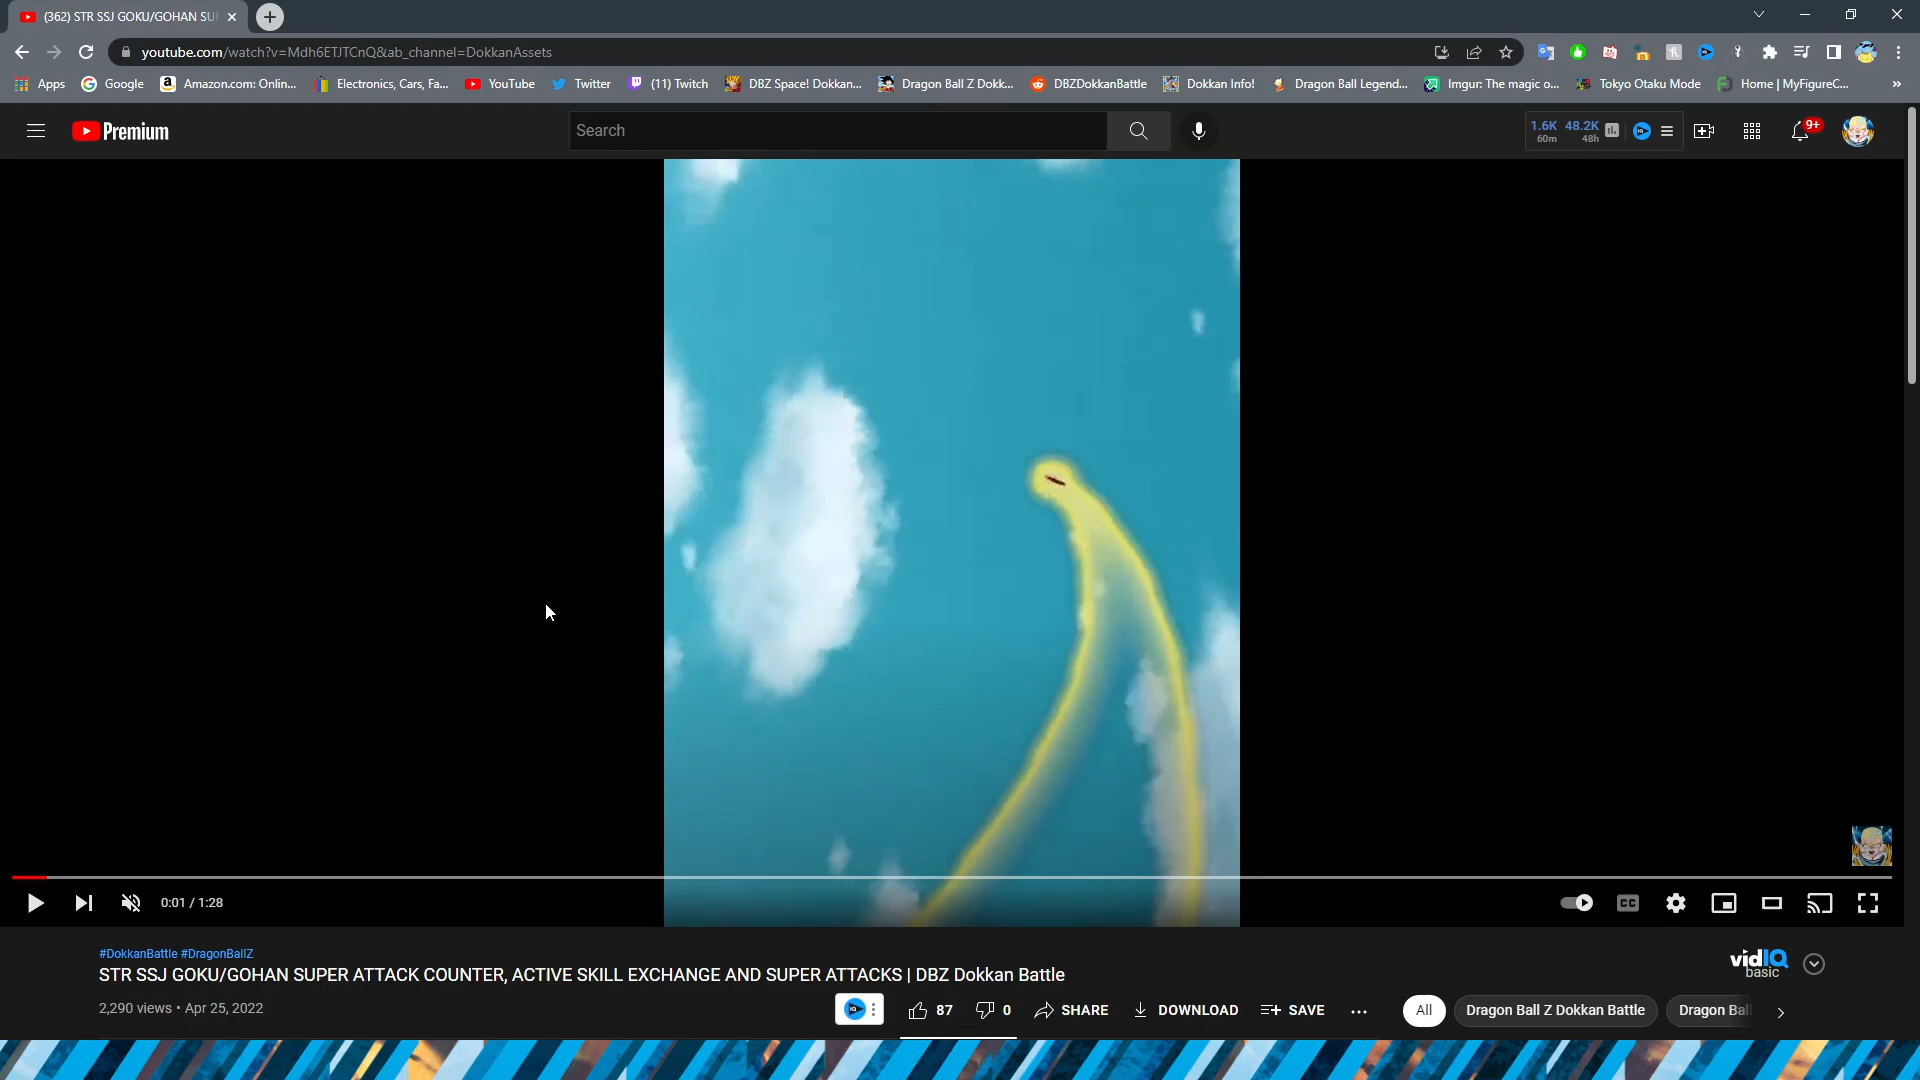 (362) STR SSJ GOKU/GOHAN SU
youtube.com/watch?v=Mdh6ETJTCnQ&ab_channel=DokkanAssets
Apps Google Amazon.com: Onlin... Electronics, Cars, Fa... YouTube Twitter (11) Twitch DBZ Space! Dokkan... Dragon Ball Z Dokk... DBZDokkanBattle Dokkan Info! Dragon Ball Legend... Imgur: The magic o... Tokyo Otaku Mode Home | MyFigureC... »
Premium Search 1.6K 48.2K 9+
60m 48h
0:01 / 1:28 CC
#DokkanBattle #DragonBallZ
STR SSJ GOKU/GOHAN SUPER ATTACK COUNTER, ACTIVE SKILL EXCHANGE AND SUPER ATTACKS | DBZ Dokkan Battle
vidIQ
basic
2,290 views • Apr 25, 2022
87 0 SHARE DOWNLOAD SAVE ... All Dragon Ball Z Dokkan Battle Dragon Bal